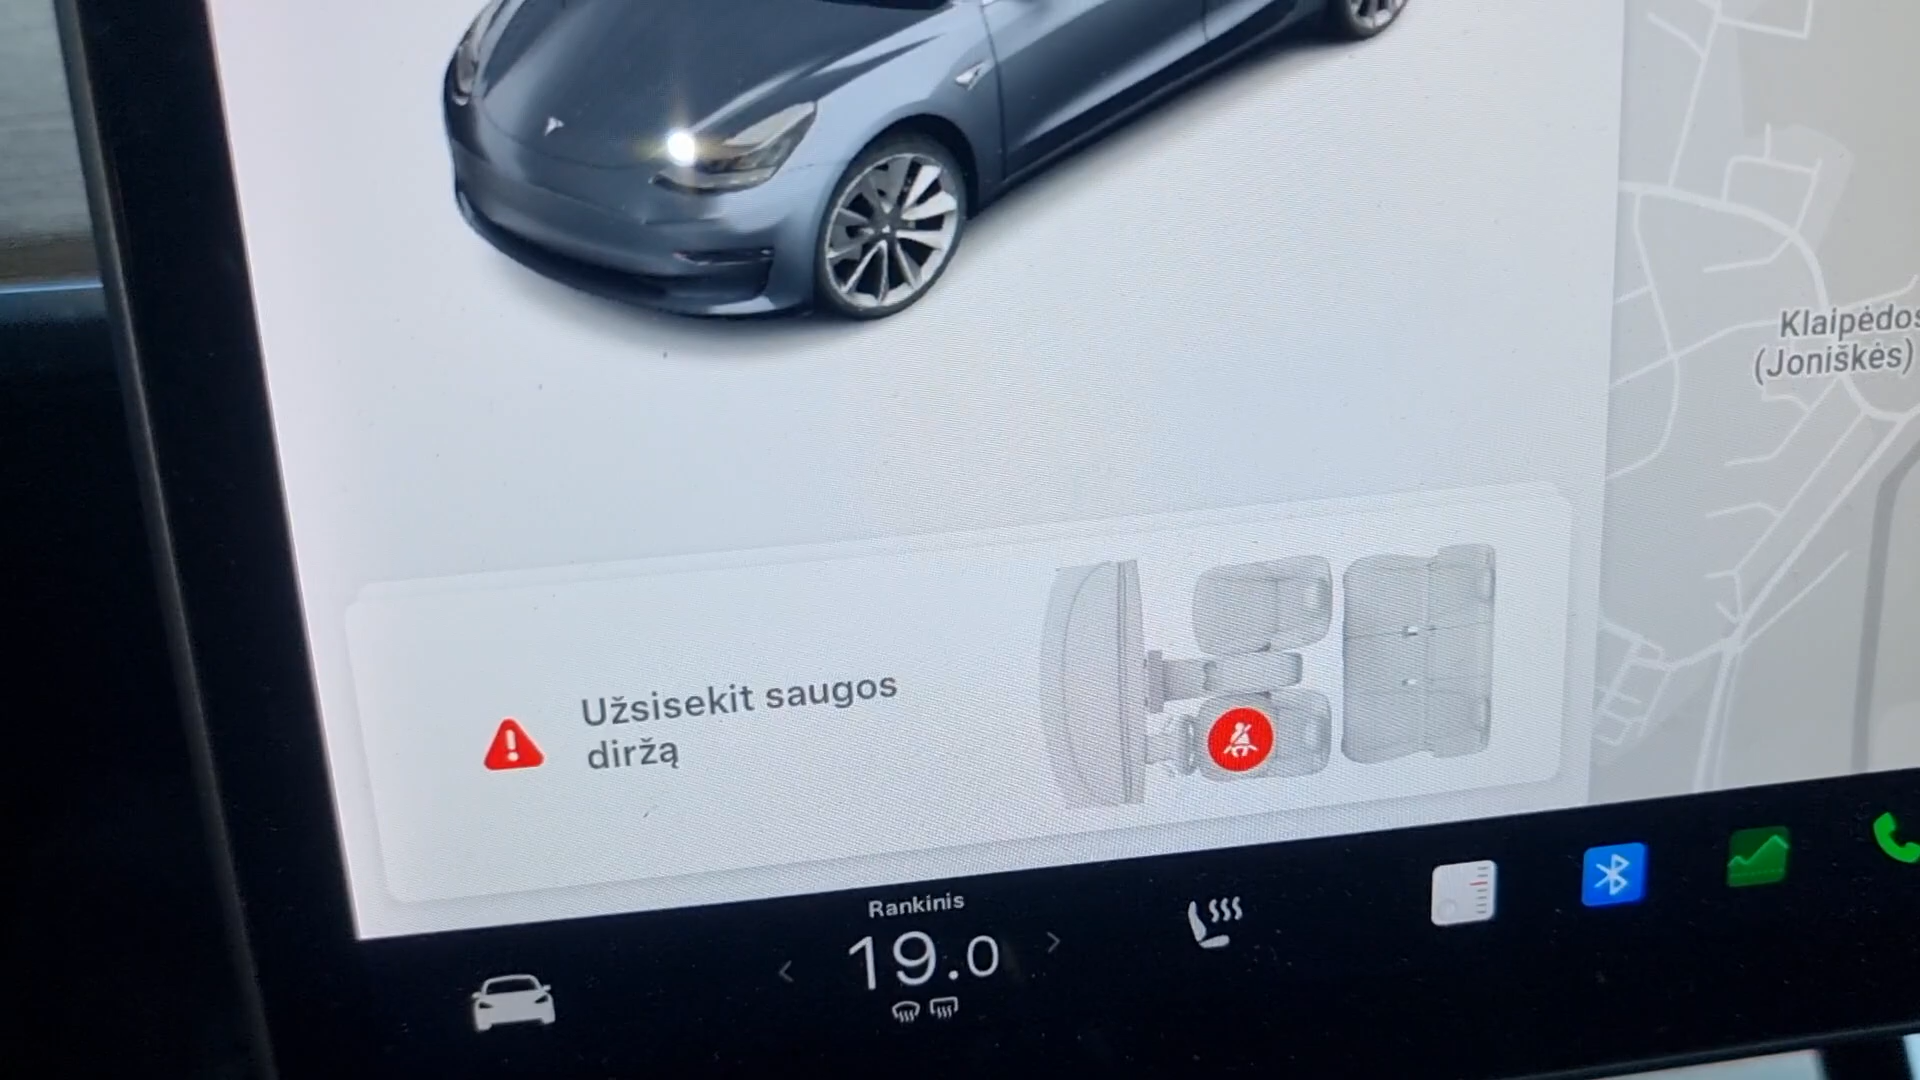 Klaipėdos
(Joniškės)
Užsisekit saugos
diržą
Rankinis
19.0